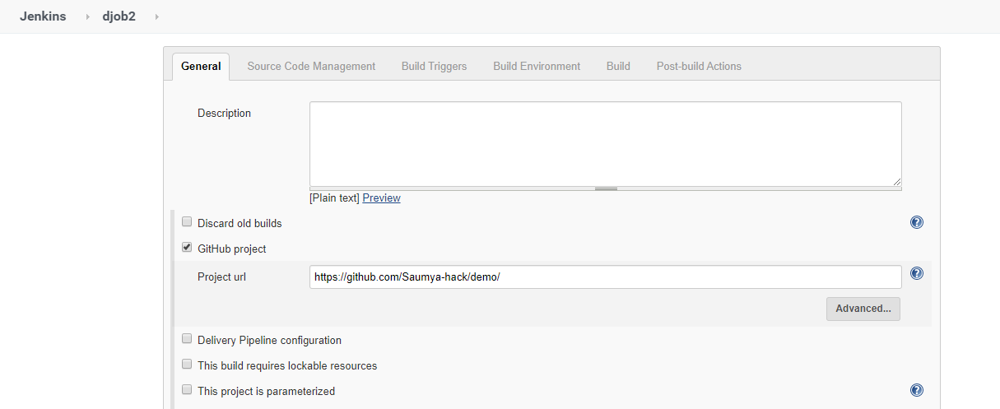 Jenkins djob2
General Source Code Management Build Triggers Build Environment Build Post-build Actions
Description
[Plain text] Preview
Discard old builds
GitHub project
Project url https://github.com/Saumya-hack/demo/
Advanced...
Delivery Pipeline configuration
This build requires lockable resources
This project is parameterized